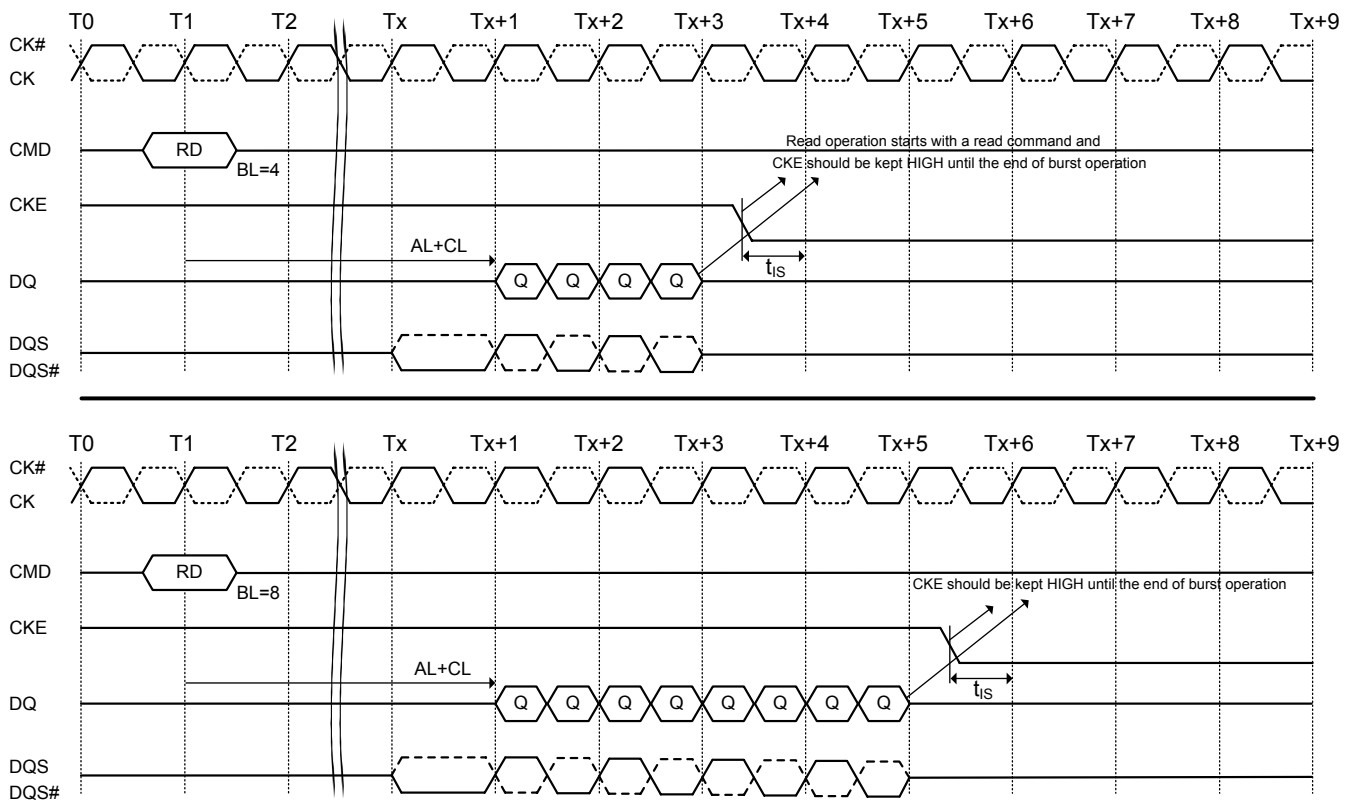 T0 T1 T2 Tx Tx+1 Tx+2 Tx+3 Tx+4 Tx+5 Tx+6 Tx+7 Tx+8 Tx+9
CK#
CK
CMD RD
BL=4
Read operation starts with a read command and
CKE should be kept HIGH until the end of burst operation
CKE
AL+CL
tIS
DQ Q Q Q Q
DQS
DQS#
T0 T1 T2 Tx Tx+1 Tx+2 Tx+3 Tx+4 Tx+5 Tx+6 Tx+7 Tx+8 Tx+9
CK#
CK
CMD RD
BL=8
CKE should be kept HIGH until the end of burst operation
CKE
AL+CL
tIS
DQ Q Q Q Q Q Q Q Q
DQS
DQS#